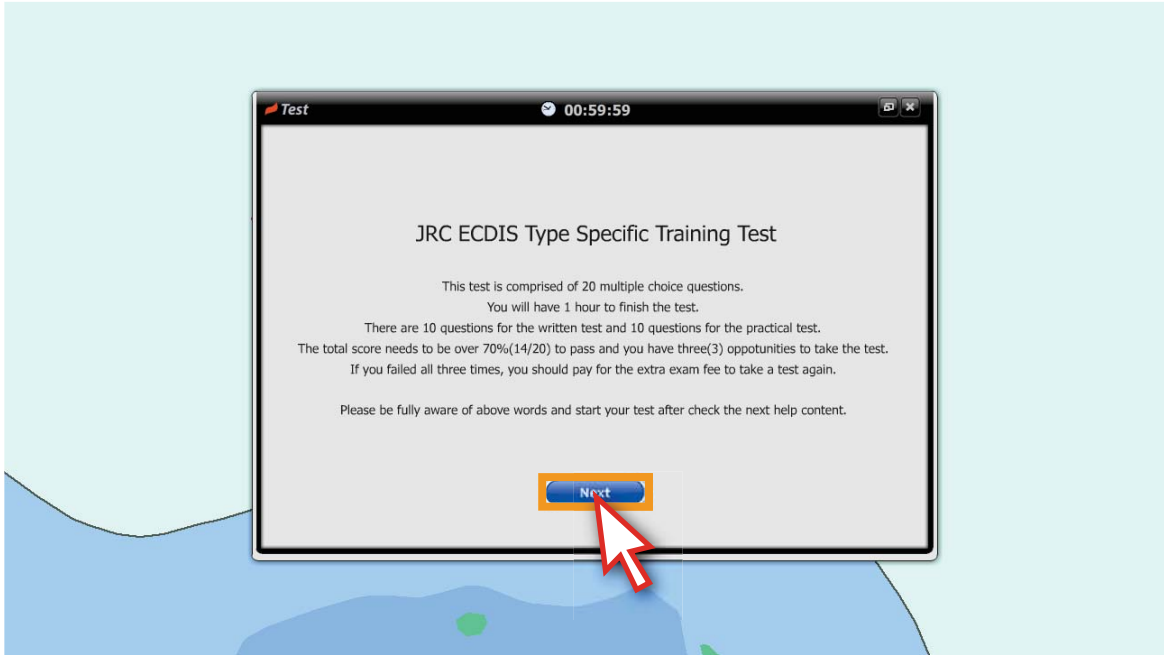 Test
00:59:59
JRC ECDIS Type Specific Training Test
This test is comprised of 20 multiple choice questions.
You will have 1 hour to finish the test.
There are 10 questions for the written test and 10 questions for the practical test.
The total score needs to be over 70%(14/20) to pass and you have three(3) oppotunities to take the test.
If you failed all three times, you should pay for the extra exam fee to take a test again.
Please be fully aware of above words and start your test after check the next help content.
Next